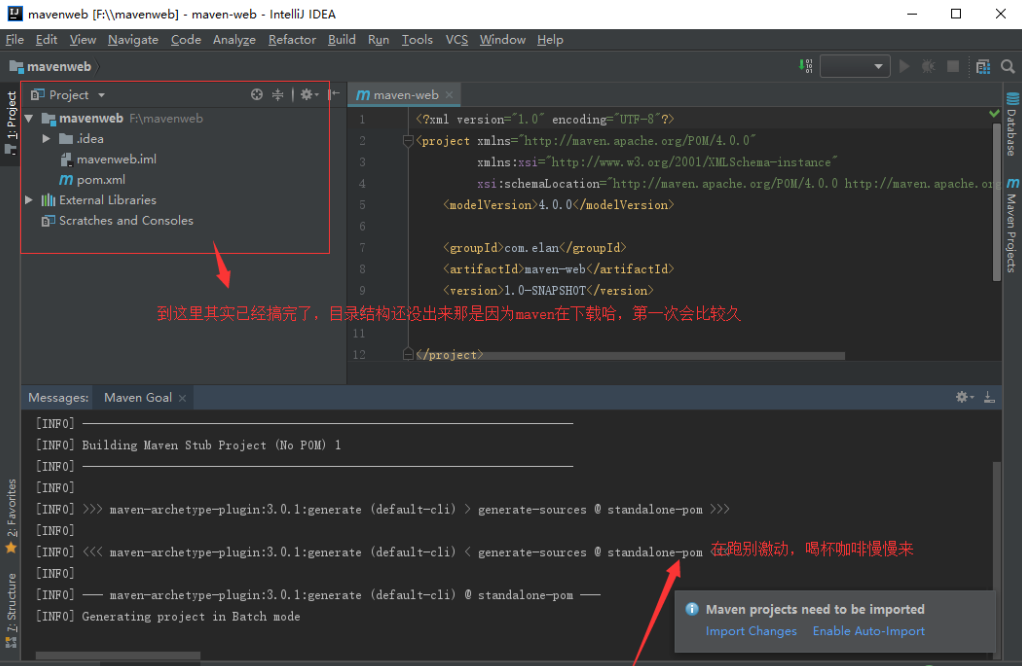 mavenweb [F:\\mavenweb] - maven-web - IntelliJ IDEA
File Edit View Navigate Code Analyze Refactor Build Run Tools VCS Window Help
mavenweb
1: Project
Project
maven-web
mavenweb F:\mavenweb
.idea
mavenweb.iml
pom.xml
External Libraries
Scratches and Consoles
到这里其实已经搞完了，目录结构还没出来那是因为maven在下载哈，第一次会比较久
1 <?xml version="1.0" encoding="UTF-8"?>
2 <project xmlns="http://maven.apache.org/POM/4.0.0"
3 xmlns:xsi="http://www.w3.org/2001/XMLSchema-instance"
4 xsi:schemaLocation="http://maven.apache.org/POM/4.0.0 http://maven.apache.org
5 <modelVersion>4.0.0</modelVersion>
6
7 <groupId>com.elan</groupId>
8 <artifactId>maven-web</artifactId>
9 <version>1.0-SNAPSHOT</version>
11
12 </project>
Database
Maven Projects
Messages: Maven Goal
[INFO] ------------------------------------------------------------------------
[INFO] Building Maven Stub Project (No POM) 1
[INFO] ------------------------------------------------------------------------
[INFO]
[INFO] >>> maven-archetype-plugin:3.0.1:generate (default-cli) > generate-sources @ standalone-pom >>>
[INFO]
[INFO] <<< maven-archetype-plugin:3.0.1:generate (default-cli) < generate-sources @ standalone-pom <<<
在跑别激动，喝杯咖啡慢慢来
[INFO]
[INFO] --- maven-archetype-plugin:3.0.1:generate (default-cli) @ standalone-pom ---
[INFO] Generating project in Batch mode
2: Favorites
7: Structure
Maven projects need to be imported
Import Changes Enable Auto-Import